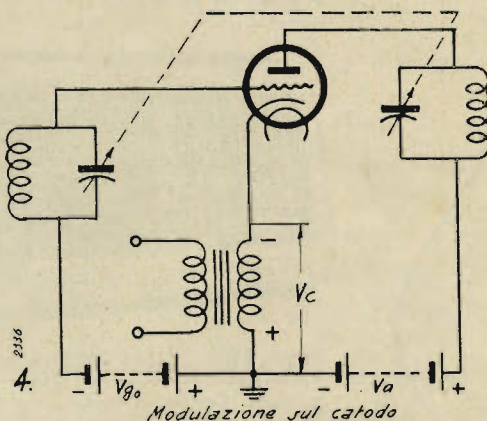 -
Vc
+
2336
4.
- Vgo +
- Va +
Modulazione sul catodo